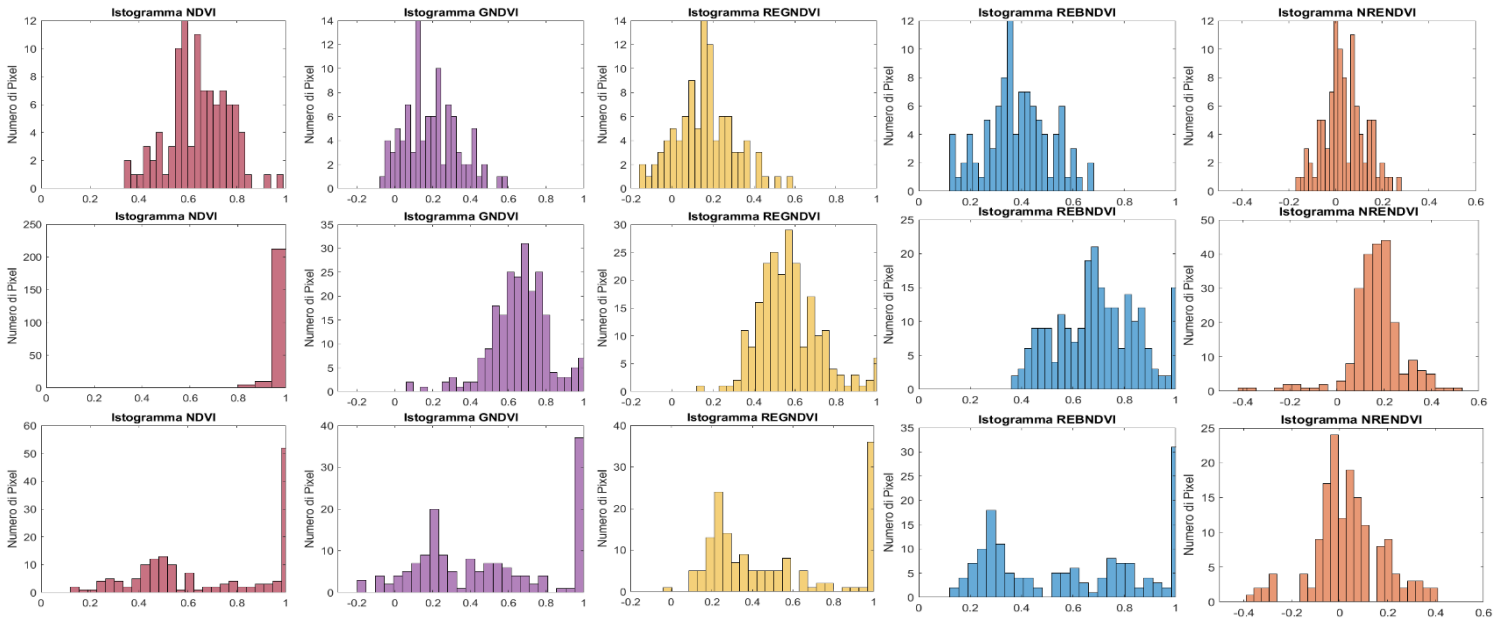 Istogramma NDVI
Numero di Pixel
12
10
8
6
4
2
0
0 0.2 0.4 0.6 0.8 1
Istogramma GNDVI
Numero di Pixel
14
12
10
8
6
4
2
0
-0.2 0 0.2 0.4 0.6 0.8 1
Istogramma REGNDVI
Numero di Pixel
14
12
10
8
6
4
2
0
0 0.2 0.4 0.6 0.8 1
Istogramma REBNDVI
Numero di Pixel
12
10
8
6
4
2
0
0 0.2 0.4 0.6 0.8 1
Istogramma NRENDVI
Numero di Pixel
12
10
8
6
4
2
0
-0.4 -0.2 0 0.2 0.4 0.6
Istogramma NDVI
Numero di Pixel
250
200
150
100
50
0
0 0.2 0.4 0.6 0.8 1
Istogramma GNDVI
Numero di Pixel
35
30
25
20
15
10
5
0
-0.2 0 0.2 0.4 0.6 0.8 1
Istogramma REGNDVI
Numero di Pixel
30
25
20
15
10
5
0
0 0.2 0.4 0.6 0.8 1
Istogramma REBNDVI
Numero di Pixel
25
20
15
10
5
0
0 0.2 0.4 0.6 0.8 1
Istogramma NRENDVI
Numero di Pixel
50
40
30
20
10
0
-0.4 -0.2 0 0.2 0.4 0.6
Istogramma NDVI
Numero di Pixel
60
50
40
30
20
10
0
0 0.2 0.4 0.6 0.8 1
Istogramma GNDVI
Numero di Pixel
40
30
20
10
0
-0.2 0 0.2 0.4 0.6 0.8 1
Istogramma REGNDVI
Numero di Pixel
40
30
20
10
0
0 0.2 0.4 0.6 0.8 1
Istogramma REBNDVI
Numero di Pixel
35
30
25
20
15
10
5
0
0 0.2 0.4 0.6 0.8 1
Istogramma NRENDVI
Numero di Pixel
25
20
15
10
5
0
-0.4 -0.2 0 0.2 0.4 0.6